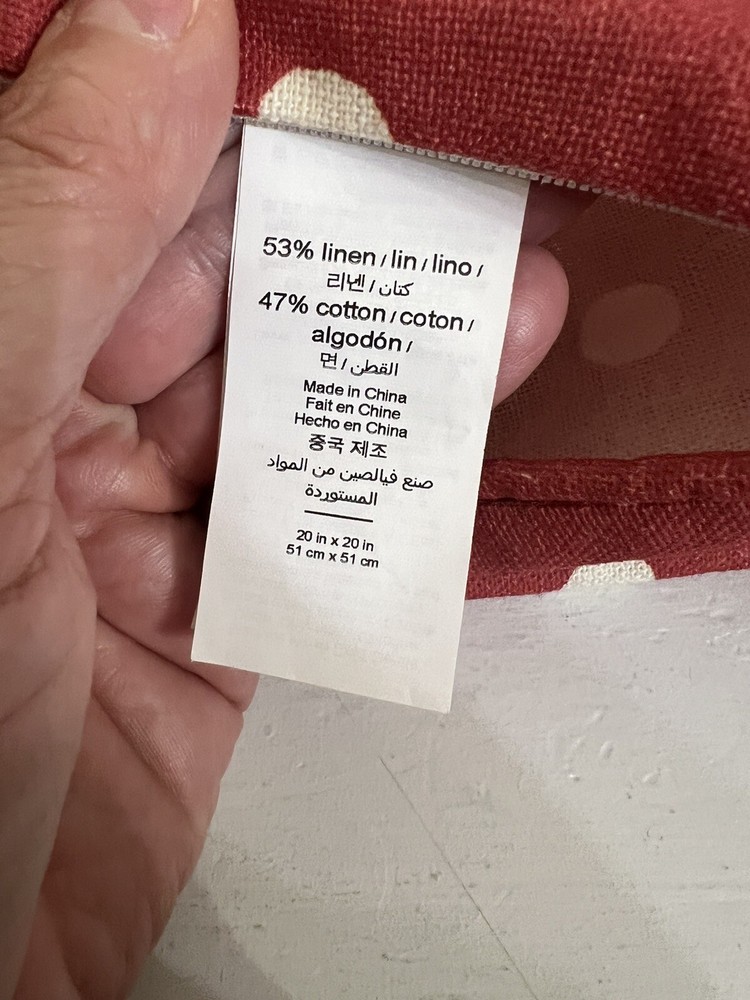 53% linen / lin / lino /
리넨 / كتان
47% cotton / coton /
algodón /
면 / القطن
Made in China
Fait en Chine
Hecho en China
중국 제조
صنع فيالصين من المواد
المستوردة
20 in x 20 in
51 cm x 51 cm